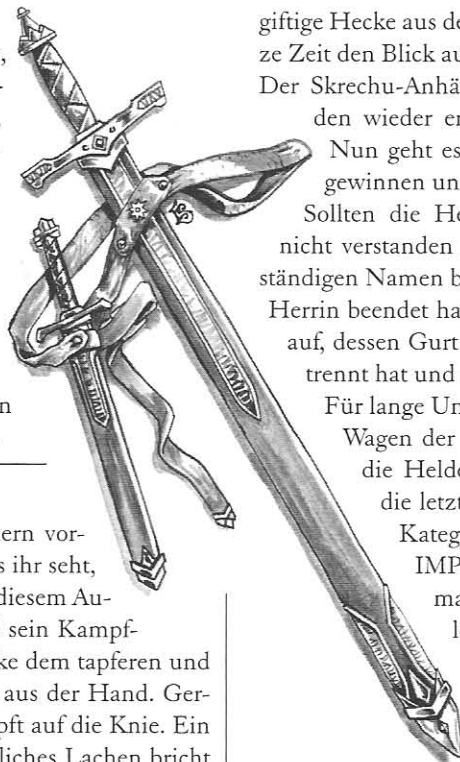 ,
-
n
ern vor-
s ihr seht,
diesem Au-
sein Kampf-
ke dem tapferen und
aus der Hand. Ger-
pft auf die Knie. Ein
liches Lachen bricht
giftige Hecke aus de
ze Zeit den Blick au
Der Skrechu-Anhä
den wieder er
Nun geht es
gewinnen un
Sollten die He
nicht verstanden
ständigen Namen b
Herrin beendet ha
auf, dessen Gurt
trennt hat und
Für lange Un
Wagen der
die Helde
die letzt
Kateg
IMP
ma
l